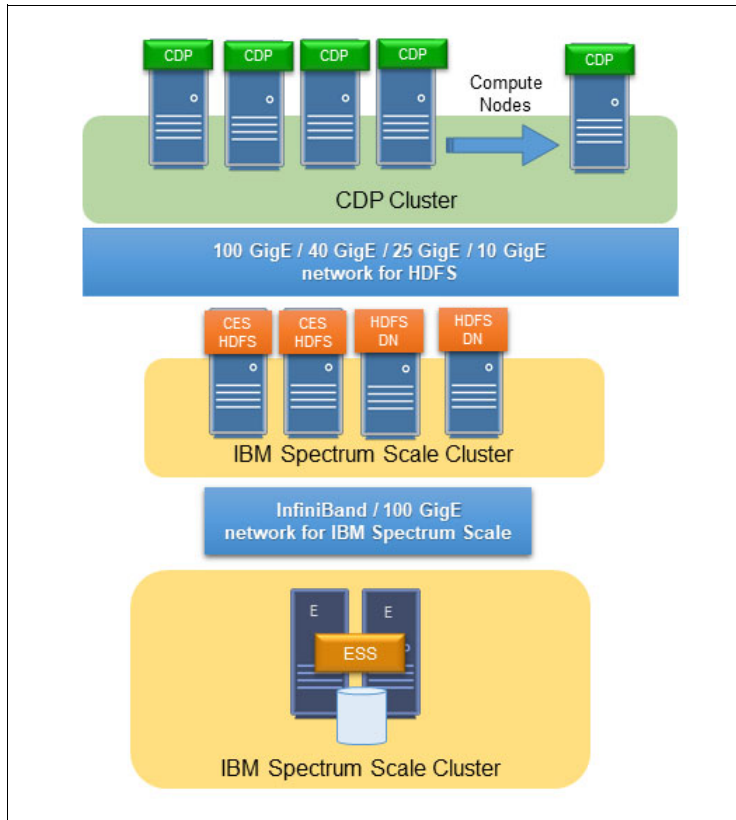 CDP
CDP
CDP
CDP
CDP
Compute
Nodes
CDP Cluster
100 GigE / 40 GigE / 25 GigE / 10 GigE
network for HDFS
CES
HDFS
CES
HDFS
HDFS
DN
HDFS
DN
IBM Spectrum Scale Cluster
InfiniBand / 100 GigE
network for IBM Spectrum Scale
E
E
ESS
IBM Spectrum Scale Cluster